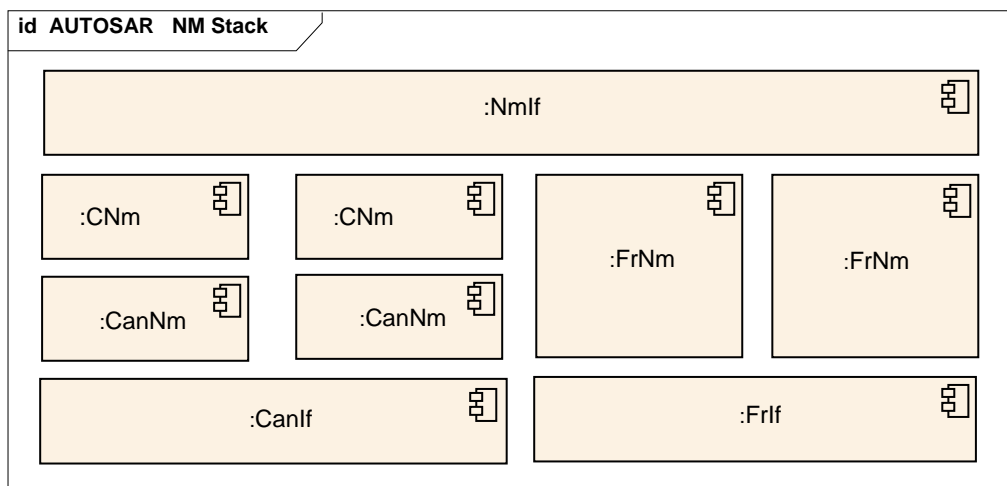 id AUTOSAR NM Stack
:NmIf
:CNm
:CNm
:FrNm
:FrNm
:CanNm
:CanNm
:CanIf
:FrIf